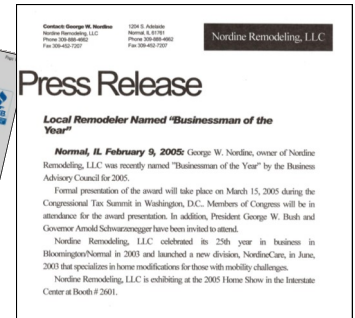 Contact: George W. Nordine
Nordine Remodeling, LLC
Phone 309-888-4662
Fax 309-452-7207
1204 S. Adelaide
Normal, IL 61761
Phone 309-888-4662
Fax 309-452-7207
Nordine Remodeling, LLC
Press Release
Local Remodeler Named "Businessman of the
Year"
Normal, IL February 9, 2005: George W. Nordine, owner of Nordine
Remodeling, LLC was recently named "Businessman of the Year" by the Business
Advisory Council for 2005.
Formal presentation of the award will take place on March 15, 2005 during the
Congressional Tax Summit in Washington, D.C.. Members of Congress will be in
attendance for the award presentation. In addition, President George W. Bush and
Governor Arnold Schwarzenegger have been invited to attend.
Nordine Remodeling, LLC celebrated its 25th year in business in
Bloomington/Normal in 2003 and launched a new division, NordineCare, in June,
2003 that specializes in home modifications for those with mobility challenges.
Nordine Remodeling, LLC is exhibiting at the 2005 Home Show in the Interstate
Center at Booth # 2601.